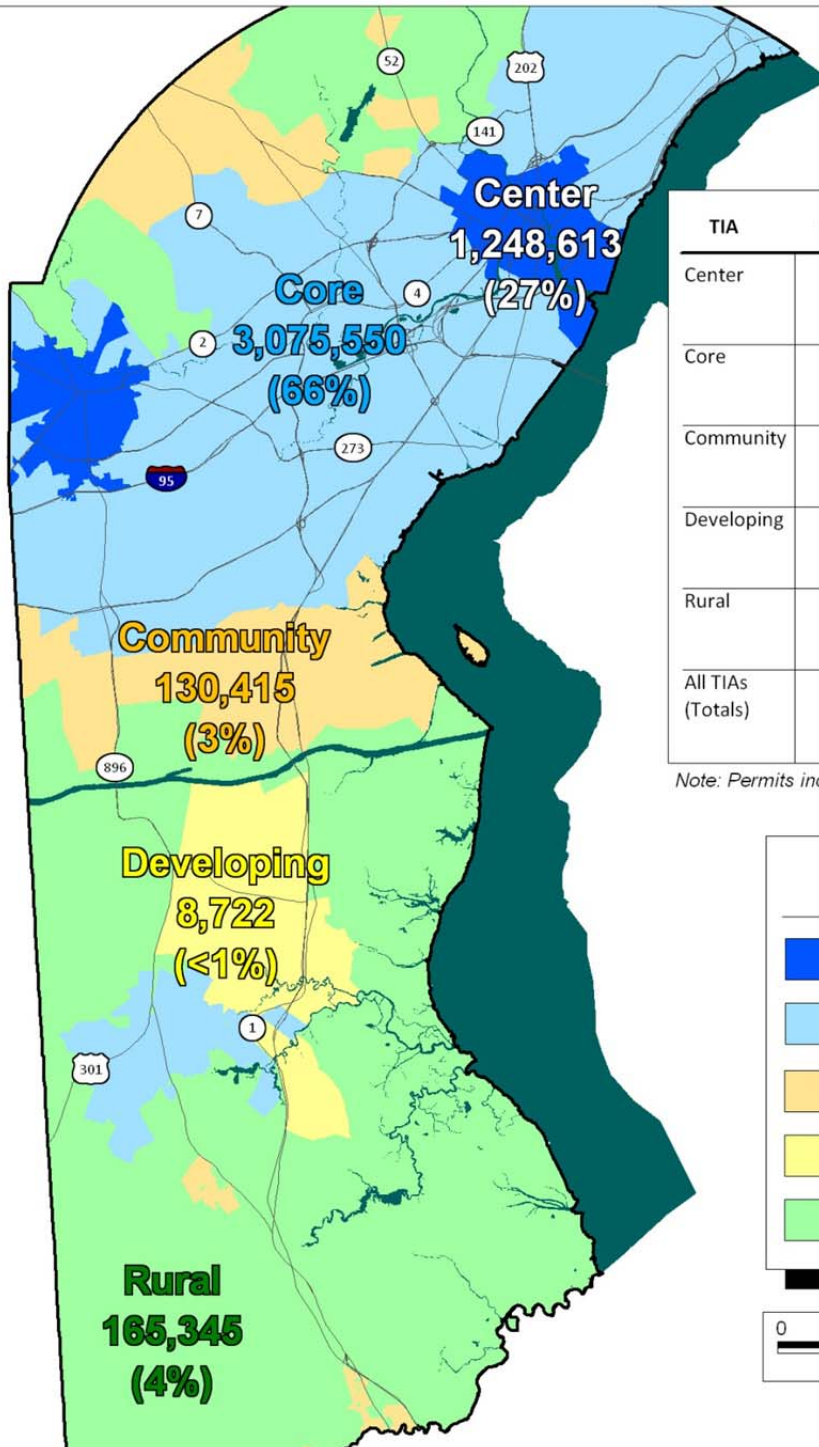 52
202
141
Center
1,248,613
(27%)
7
Core
3,075,550
(66%)
4
2
273
95
Community
130,415
(3%)
896
Developing
8,722
(<1%)
1
301
Rural
165,345
(4%)
TIA
Center
Core
Community
Developing
Rural
All TIAs
(Totals)
Note: Permits inc
0